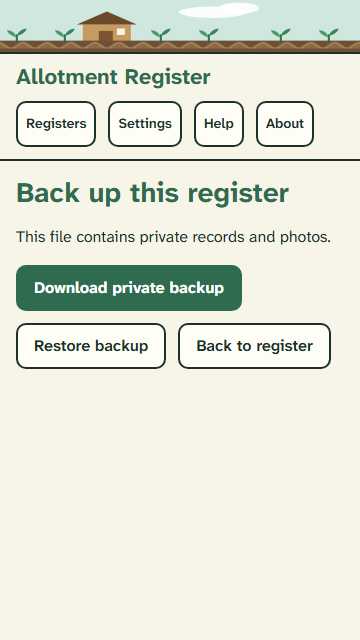 Allotment Register
Registers Settings Help About
Back up this register
This file contains private records and photos.
Download private backup
Restore backup Back to register